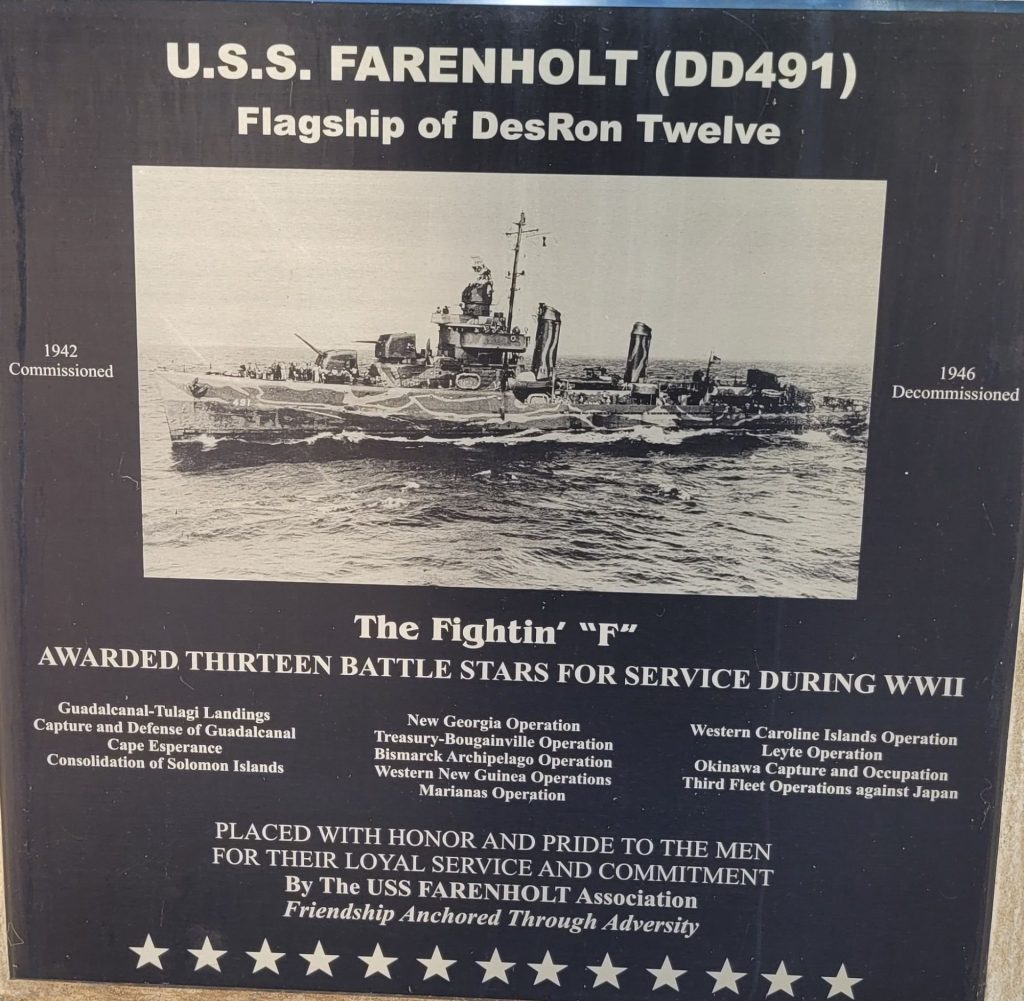 U.S.S. FARENHOLT (DD491)
Flagship of DesRon Twelve
1942
Commissioned
491
1946
Decommissioned
The Fightin' "F"
AWARDED THIRTEEN BATTLE STARS FOR SERVICE DURING WWII
Guadalcanal-Tulagi Landings
Capture and Defense of Guadalcanal
Cape Esperance
Consolidation of Solomon Islands
New Georgia Operation
Treasury-Bougainville Operation
Bismarck Archipelago Operation
Western New Guinea Operations
Marianas Operation
Western Caroline Islands Operation
Leyte Operation
Okinawa Capture and Occupation
Third Fleet Operations against Japan
PLACED WITH HONOR AND PRIDE TO THE MEN
FOR THEIR LOYAL SERVICE AND COMMITMENT
By The USS FARENHOLT Association
Friendship Anchored Through Adversity